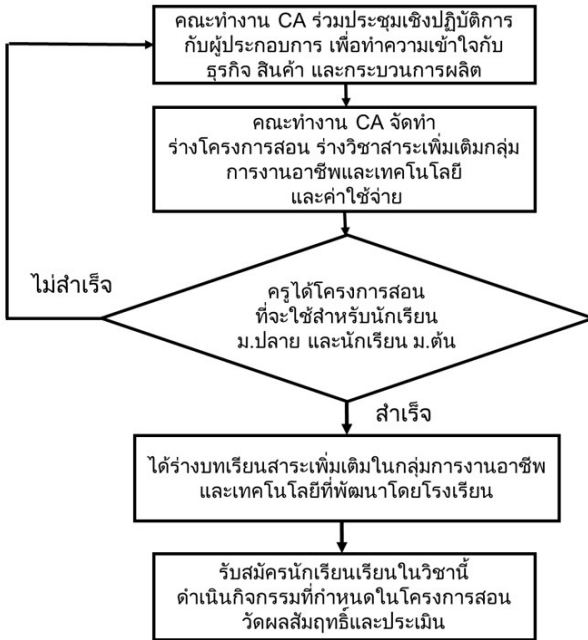 คณะทำงาน CA ร่วมประชุมเชิงปฏิบัติการ
กับผู้ประกอบการ เพื่อทำความเข้าใจกับ
ธุรกิจ สินค้า และกระบวนการผลิต
คณะทำงาน CA จัดทำ
ร่างโครงการสอน ร่างวิชาสาระเพิ่มเติมกลุ่ม
การงานอาชีพและเทคโนโลยี
และค่าใช้จ่าย
ไม่สำเร็จ
ครูได้โครงการสอน
ที่จะใช้สำหรับนักเรียน
ม.ปลาย และนักเรียน ม.ต้น
สำเร็จ
ได้ร่างบทเรียนสาระเพิ่มเติมในกลุ่มการงานอาชีพ
และเทคโนโลยีที่พัฒนาโดยโรงเรียน
รับสมัครนักเรียนเรียนในวิชานี้
ดำเนินกิจกรรมที่กำหนดในโครงการสอน
วัดผลสัมฤทธิ์และประเมิน